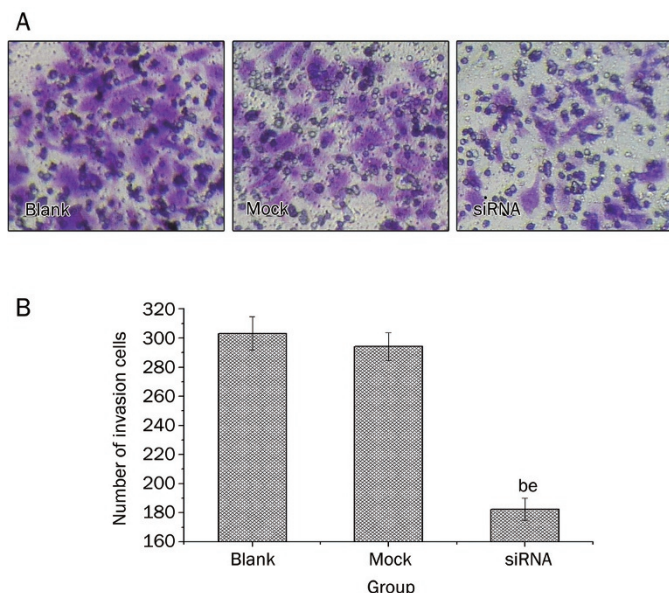 A
Blank
Mock
siRNA
B
320
300
280
260
240
220
200
180
160
Number of invasion cells
be
Blank
Mock
siRNA
Group